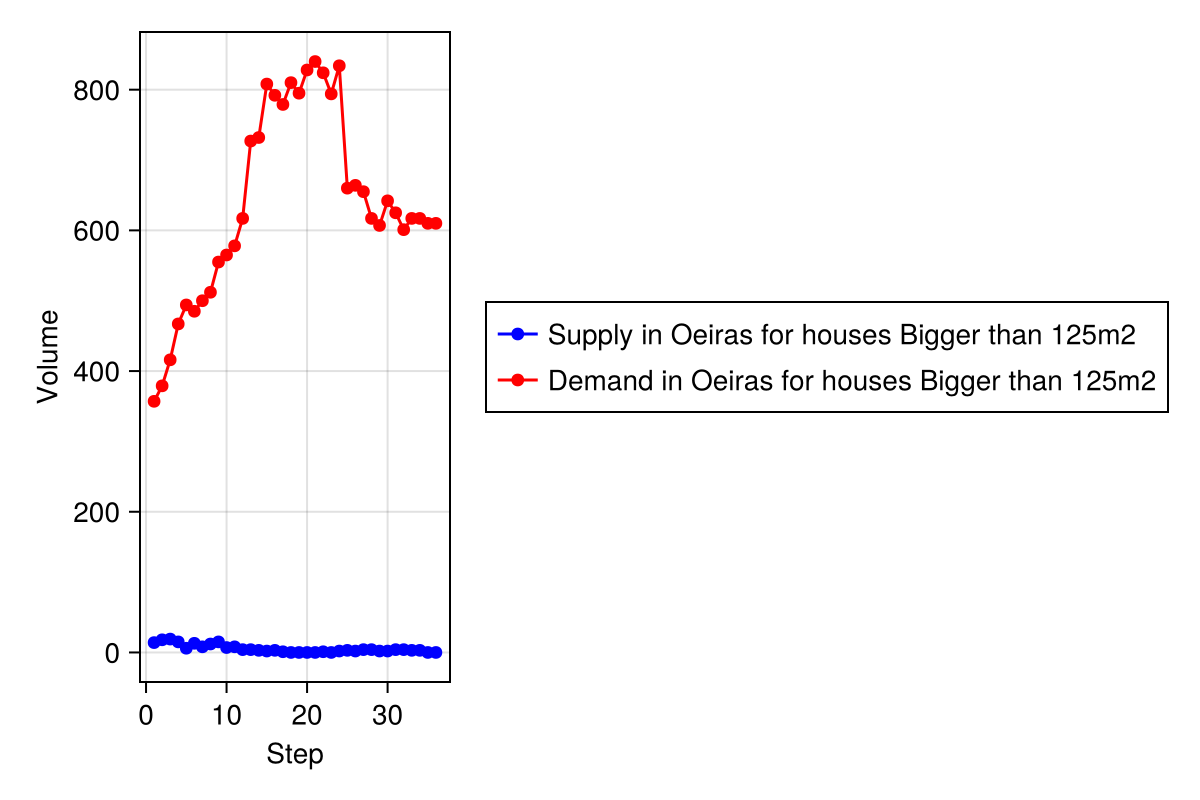 800
600
400
200
0
Volume
0 10 20 30
Step
Supply in Oeiras for houses Bigger than 125m2
Demand in Oeiras for houses Bigger than 125m2